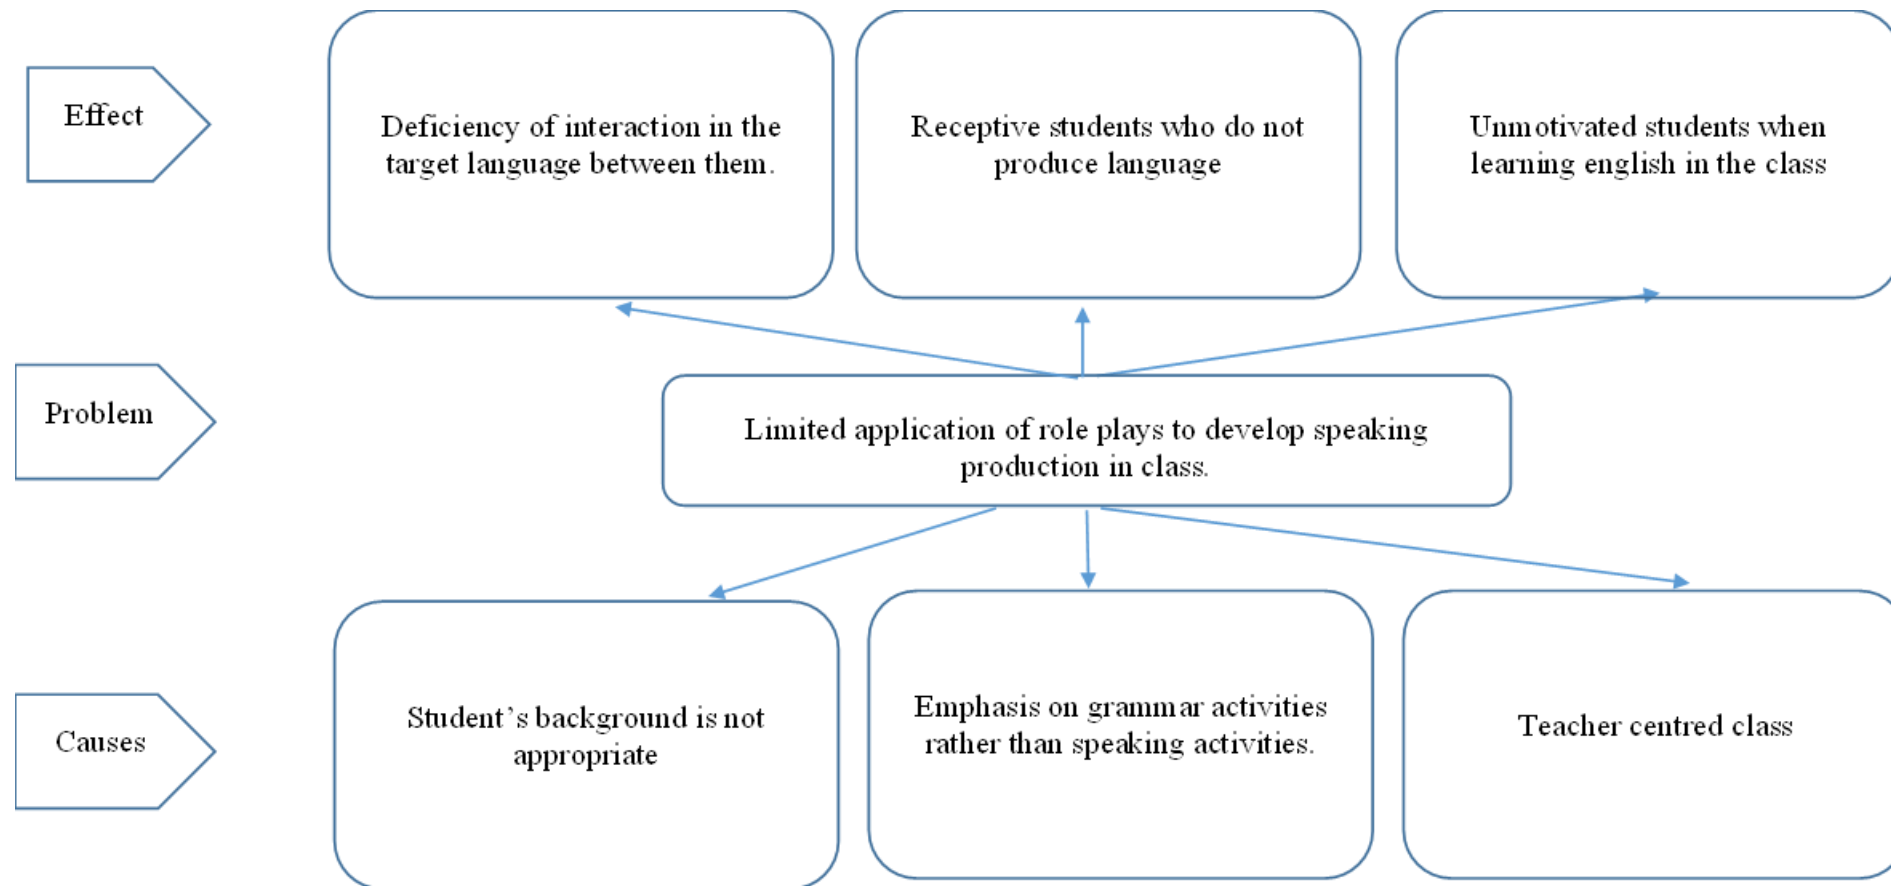 Effect
Deficiency of interaction in the
target language between them.
Receptive students who do not
produce language
Unmotivated students when
learning english in the class
Problem
Limited application of role plays to develop speaking
production in class.
Causes
Student’s background is not
appropriate
Emphasis on grammar activities
rather than speaking activities.
Teacher centred class